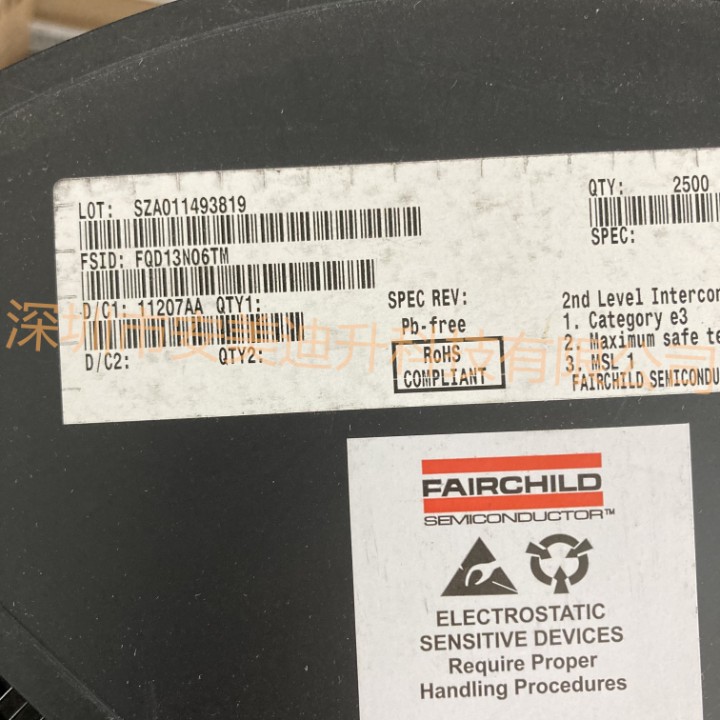 LOT: SZA011493819
QTY: 2500
FSID: FQD13N06TM
SPEC:
D/C1: 11207AA QTY1:
SPEC REV:
2nd Level Intercon
Pb-free
1. Category e3
2. Maximum safe te
D/C2: QTY2:
RoHS
COMPLIANT
3. MSL 1
FAIRCHILD SEMICONDU
深圳市安美迪升科技有限公司
FAIRCHILD
SEMICONDUCTOR™
ELECTROSTATIC
SENSITIVE DEVICES
Require Proper
Handling Procedures